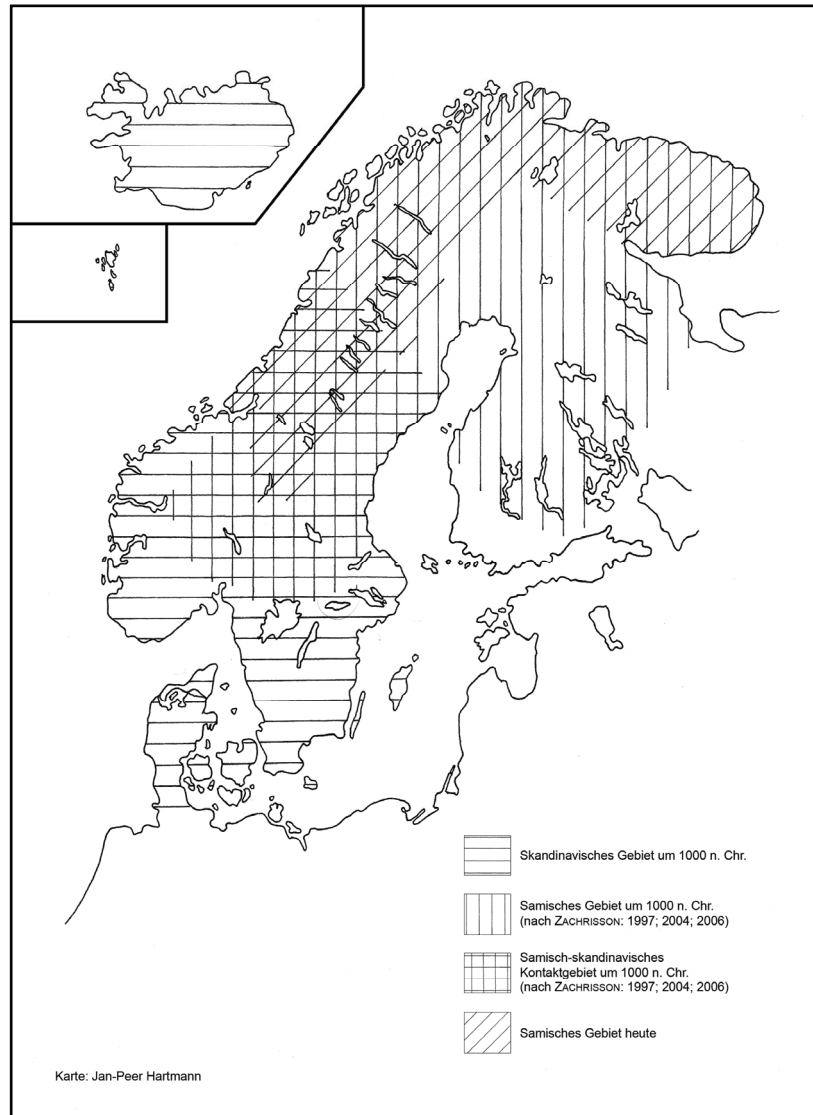 Skandinavisches Gebiet um 1000 n. Chr.
Samisches Gebiet um 1000 n. Chr.
(nach ZACHRISSON: 1997; 2004; 2006)
Samisch-skandinavisches
Kontaktgebiet um 1000 n. Chr.
(nach ZACHRISSON: 1997; 2004; 2006)
Samisches Gebiet heute
Karte: Jan-Peer Hartmann